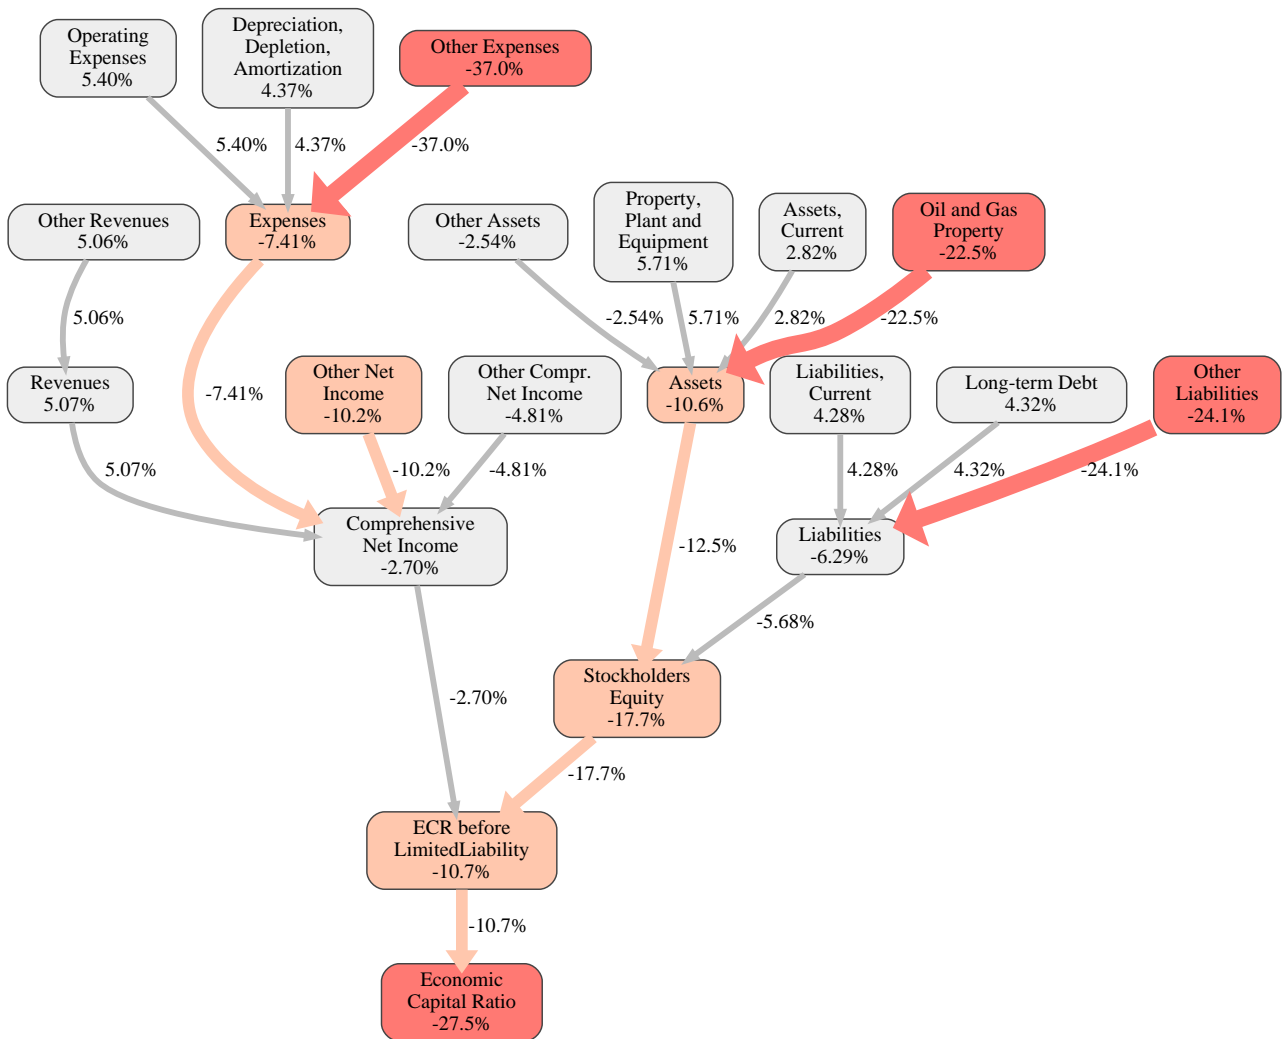 Operating
Expenses
5.40%
Depreciation,
Depletion,
Amortization
4.37%
Other Expenses
-37.0%
5.40%
4.37%
-37.0%
Other Revenues
5.06%
Expenses
-7.41%
Other Assets
-2.54%
Property,
Plant and
Equipment
5.71%
Assets,
Current
2.82%
Oil and Gas
Property
-22.5%
5.06%
-2.54%
5.71%
2.82%
-22.5%
Revenues
5.07%
-7.41%
Other Net
Income
-10.2%
Other Compr.
Net Income
-4.81%
Assets
-10.6%
Liabilities,
Current
4.28%
Long-term Debt
4.32%
Other
Liabilities
-24.1%
5.07%
-10.2%
-4.81%
4.28%
4.32%
-24.1%
Comprehensive
Net Income
-2.70%
-12.5%
Liabilities
-6.29%
-5.68%
-2.70%
Stockholders
Equity
-17.7%
-17.7%
ECR before
LimitedLiability
-10.7%
-10.7%
Economic
Capital Ratio
-27.5%